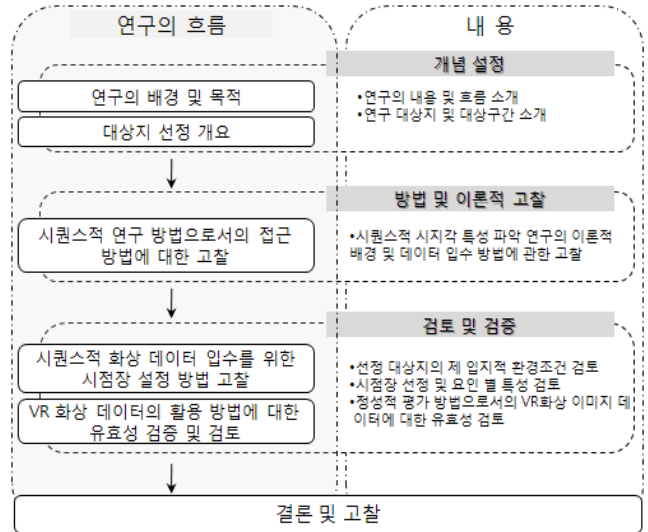 연구의 흐름
내 용
개념 설정
연구의 배경 및 목적
대상지 선정 개요
•연구의 내용 및 흐름 소개
•연구 대상지 및 대상구간 소개
방법 및 이론적 고찰
시퀀스적 연구 방법으로서의 접근
방법에 대한 고찰
•시퀀스적 시지각 특성 파악 연구의 이론적
배경 및 데이터 입수 방법에 관한 고찰
검토 및 검증
시퀀스적 화상 데이터 입수를 위한
시점장 설정 방법 고찰
VR 화상 데이터의 활용 방법에 대한
유효성 검증 및 검토
•선정 대상지의 제 입지적 환경조건 검토
•시점장 선정 및 요인 별 특성 검토
•정성적 평가 방법으로서의 VR화상 이미지 데
이터에 대한 유효성 검토
결론 및 고찰